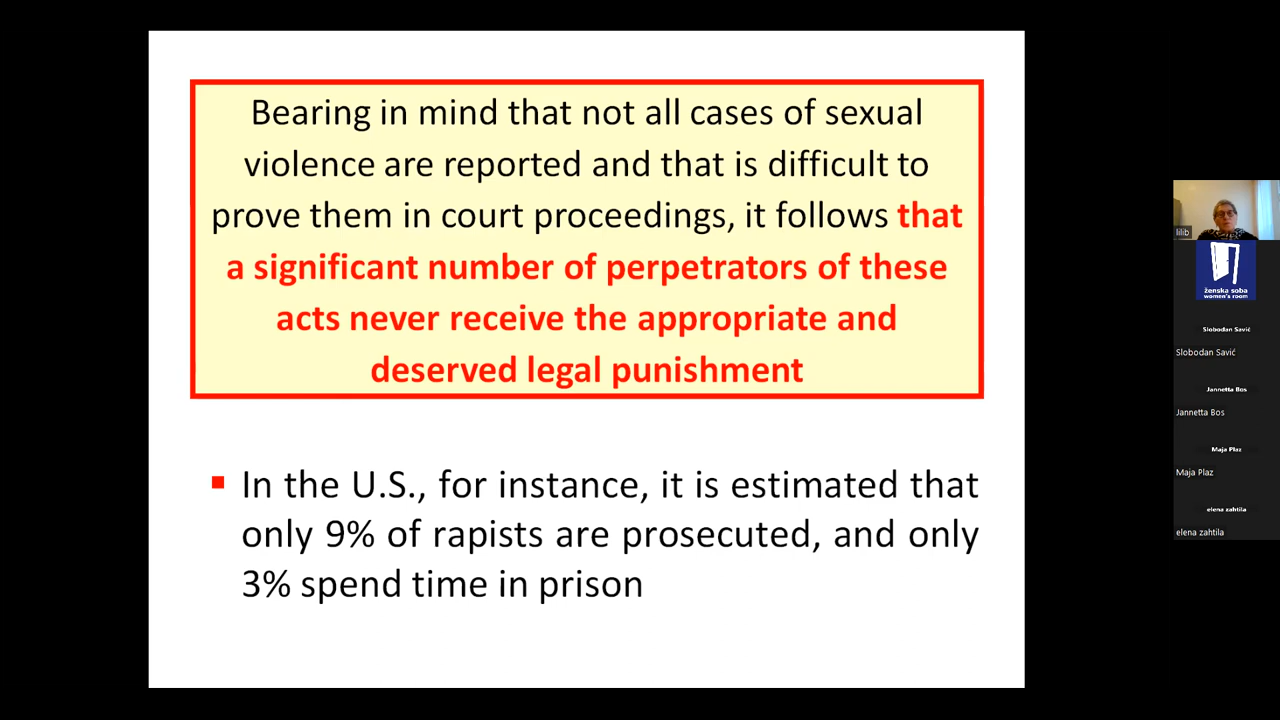 Bearing in mind that not all cases of sexual
violence are reported and that is difficult to
prove them in court proceedings, it follows that
a significant number of perpetrators of these
acts never receive the appropriate and
deserved legal punishment
In the U.S., for instance, it is estimated that
only 9% of rapists are prosecuted, and only
3% spend time in prison
lilib
ženska soba
women's room
Slobodan Savić
Slobodan Savić
Jannetta Bos
Jannetta Bos
Maja Plaz
Maja Plaz
elena zahtila
elena zahtila